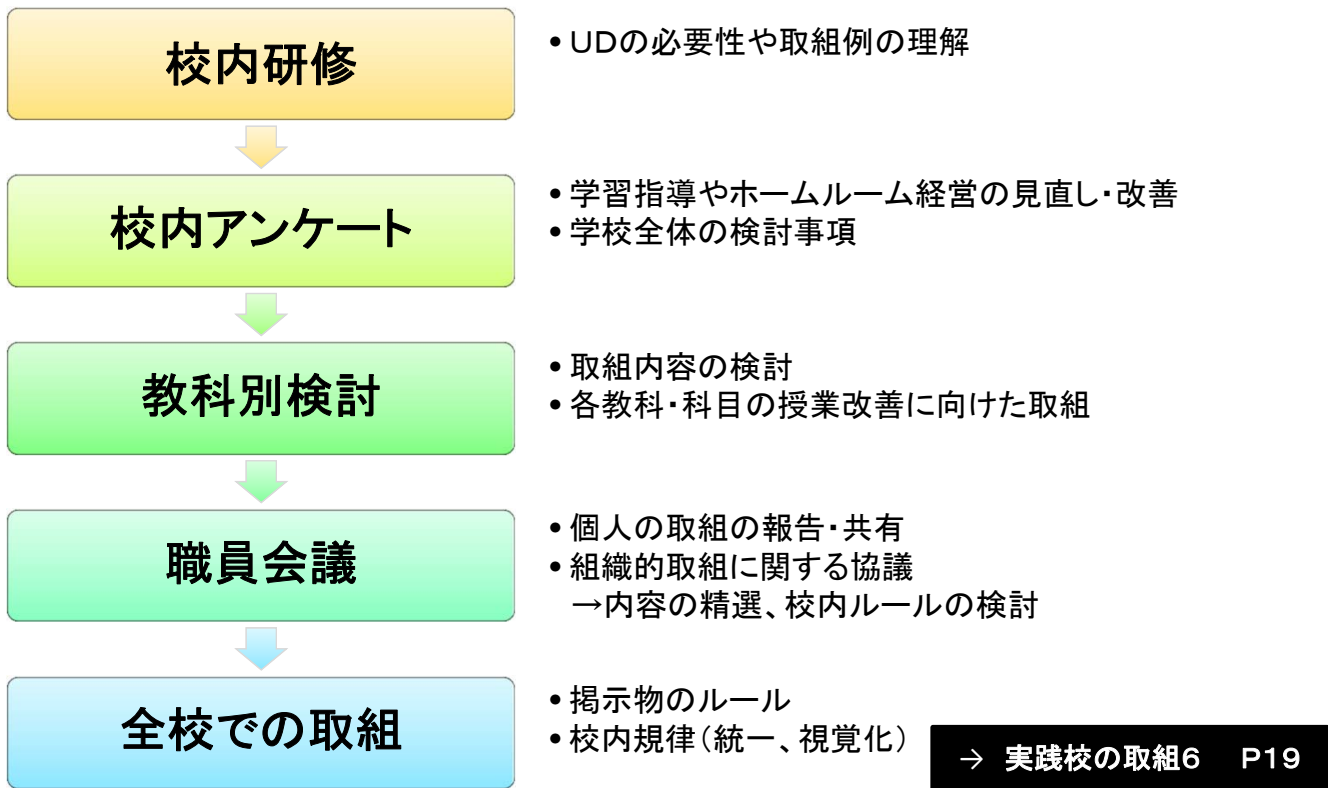 校内研修
•UDの必要性や取組例の理解
校内アンケート
•学習指導やホームルーム経営の見直し・改善
•学校全体の検討事項
教科別検討
•取組内容の検討
•各教科・科目の授業改善に向けた取組
職員会議
•個人の取組の報告・共有
•組織的取組に関する協議
→内容の精選、校内ルールの検討
全校での取組
•掲示物のルール
•校内規律（統一、視覚化）
→ 実践校の取組6 P19